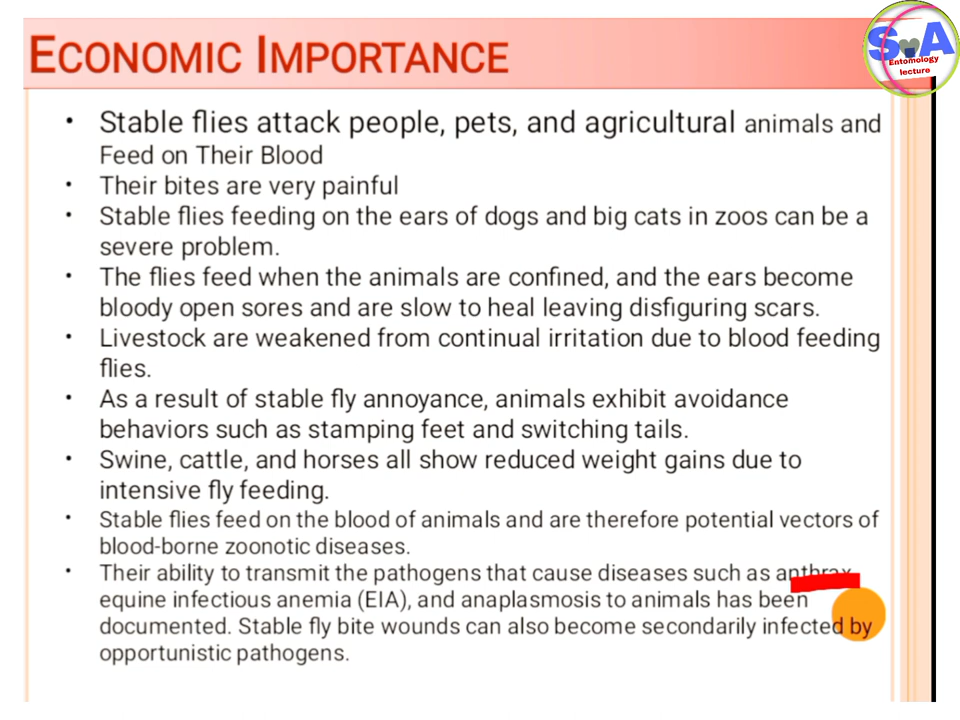 ECONOMIC IMPORTANCE
S A
Entomology
lecture
• Stable flies attack people, pets, and agricultural animals and
Feed on Their Blood
• Their bites are very painful
• Stable flies feeding on the ears of dogs and big cats in zoos can be a
severe problem.
• The flies feed when the animals are confined, and the ears become
bloody open sores and are slow to heal leaving disfiguring scars.
• Livestock are weakened from continual irritation due to blood feeding
flies.
• As a result of stable fly annoyance, animals exhibit avoidance
behaviors such as stamping feet and switching tails.
• Swine, cattle, and horses all show reduced weight gains due to
intensive fly feeding.
• Stable flies feed on the blood of animals and are therefore potential vectors of
blood-borne zoonotic diseases.
• Their ability to transmit the pathogens that cause diseases such as anthrax
equine infectious anemia (EIA), and anaplasmosis to animals has been
documented. Stable fly bite wounds can also become secondarily infected by
opportunistic pathogens.